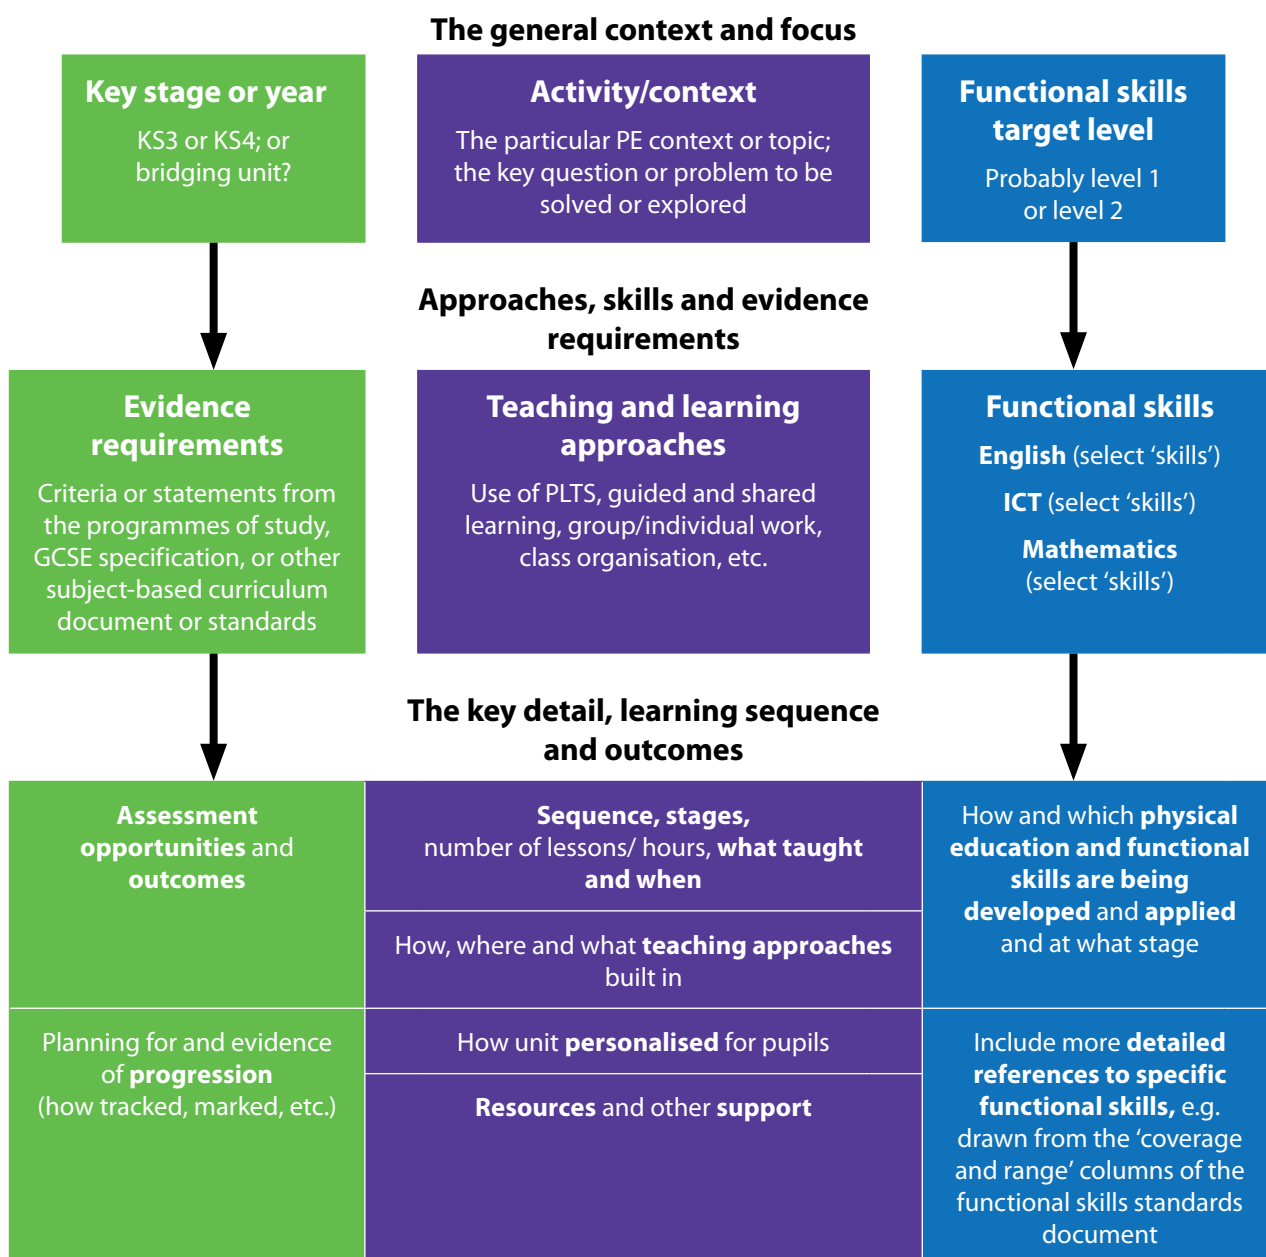 The general context and focus
Key stage or year
KS3 or KS4; or
bridging unit?
Activity/context
The particular PE context or topic;
the key question or problem to be
solved or explored
Functional skills
target level
Probably level 1
or level 2
Approaches, skills and evidence
requirements
Evidence
requirements
Criteria or statements from
the programmes of study,
GCSE specification, or other
subject-based curriculum
document or standards
Teaching and learning
approaches
Use of PLTS, guided and shared
learning, group/individual work,
class organisation, etc.
Functional skills
English (select ‘skills’)
ICT (select ‘skills’)
Mathematics
(select ‘skills’)
The key detail, learning sequence
and outcomes
Assessment
opportunities and
outcomes
Sequence, stages,
number of lessons/ hours, what taught
and when
How, where and what teaching approaches
built in
How and which physical
education and functional
skills are being
developed and applied
and at what stage
Planning for and evidence
of progression
(how tracked, marked, etc.)
How unit personalised for pupils
Resources and other support
Include more detailed
references to specific
functional skills, e.g.
drawn from the ‘coverage
and range’ columns of the
functional skills standards
document